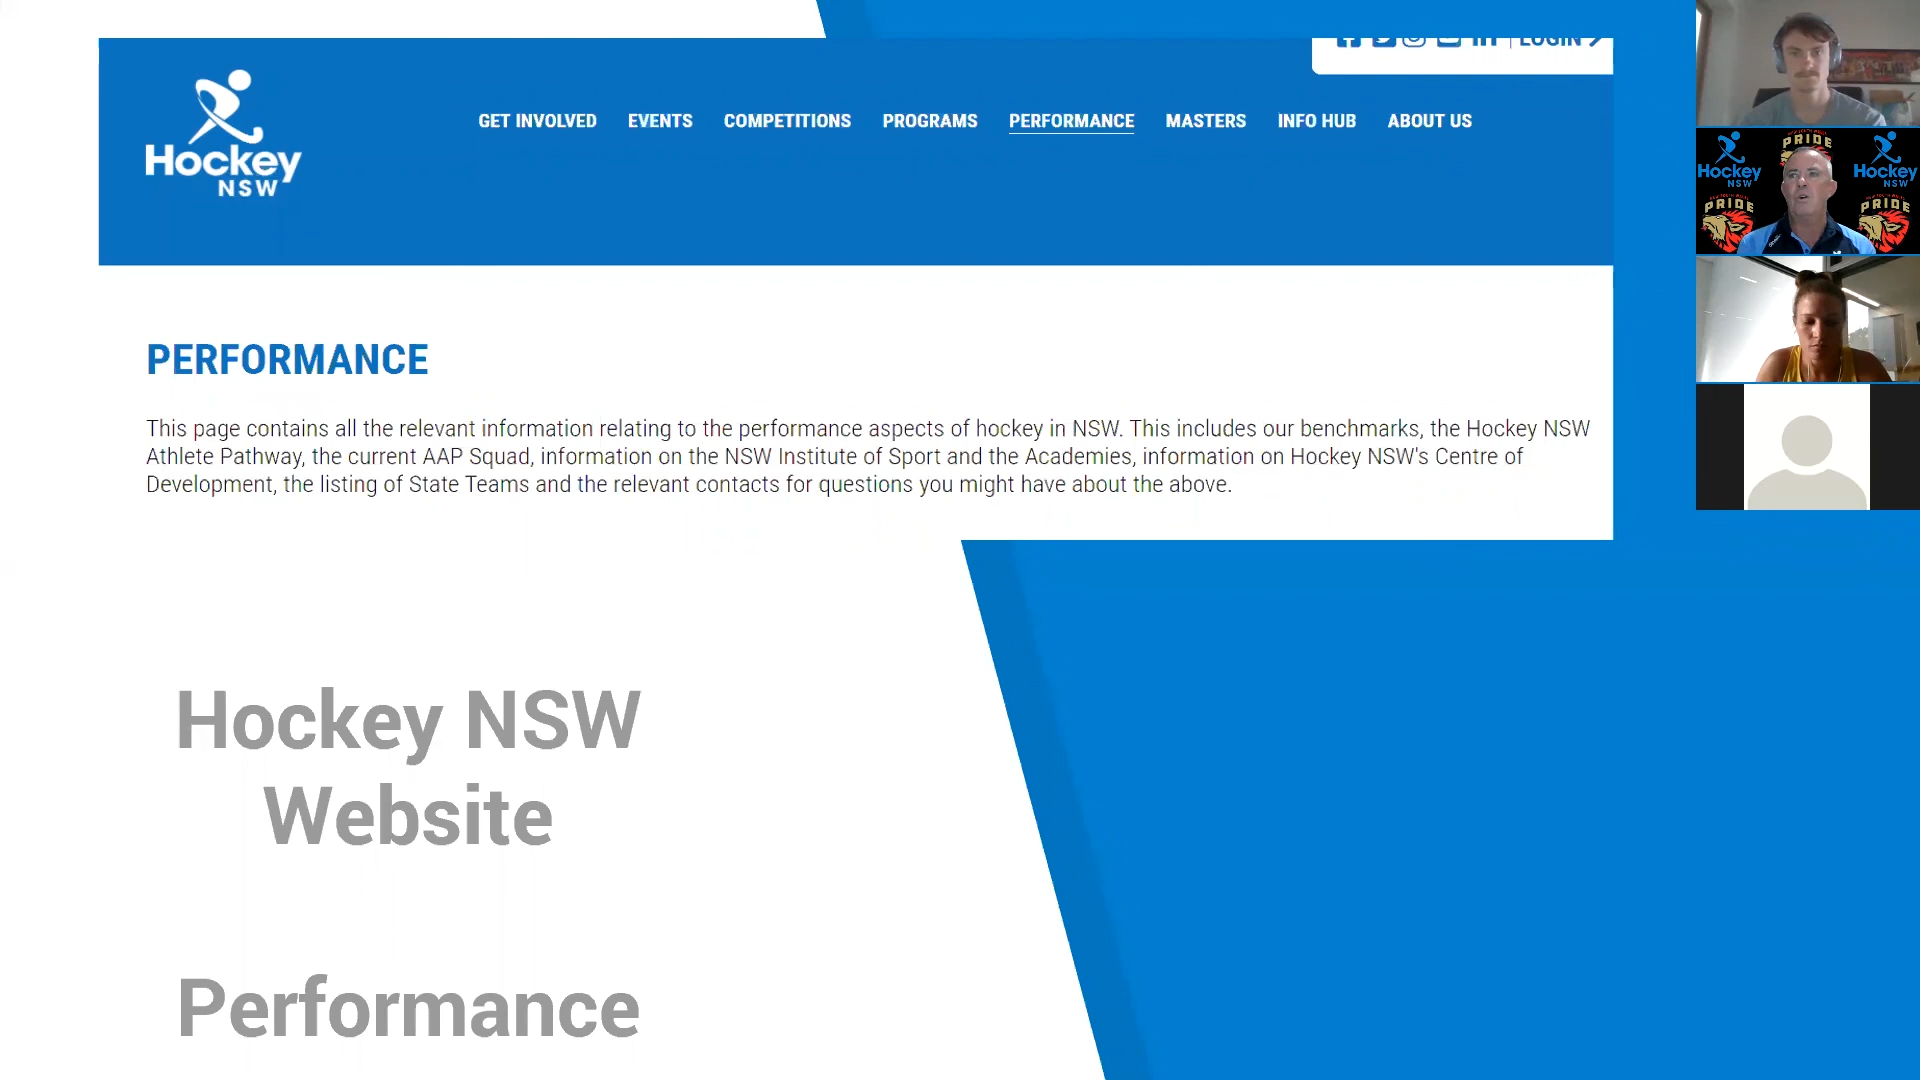 LOGIN
Hockey
NSW
GET INVOLVED EVENTS COMPETITIONS PROGRAMS PERFORMANCE MASTERS INFO HUB ABOUT US
PERFORMANCE
This page contains all the relevant information relating to the performance aspects of hockey in NSW. This includes our benchmarks, the Hockey NSW
Athlete Pathway, the current AAP Squad, information on the NSW Institute of Sport and the Academies, information on Hockey NSW's Centre of
Development, the listing of State Teams and the relevant contacts for questions you might have about the above.
Hockey NSW
Website
Performance
PRIDE
Hockey
NSW
Hockey
NSW
PRIDE
PRIDE